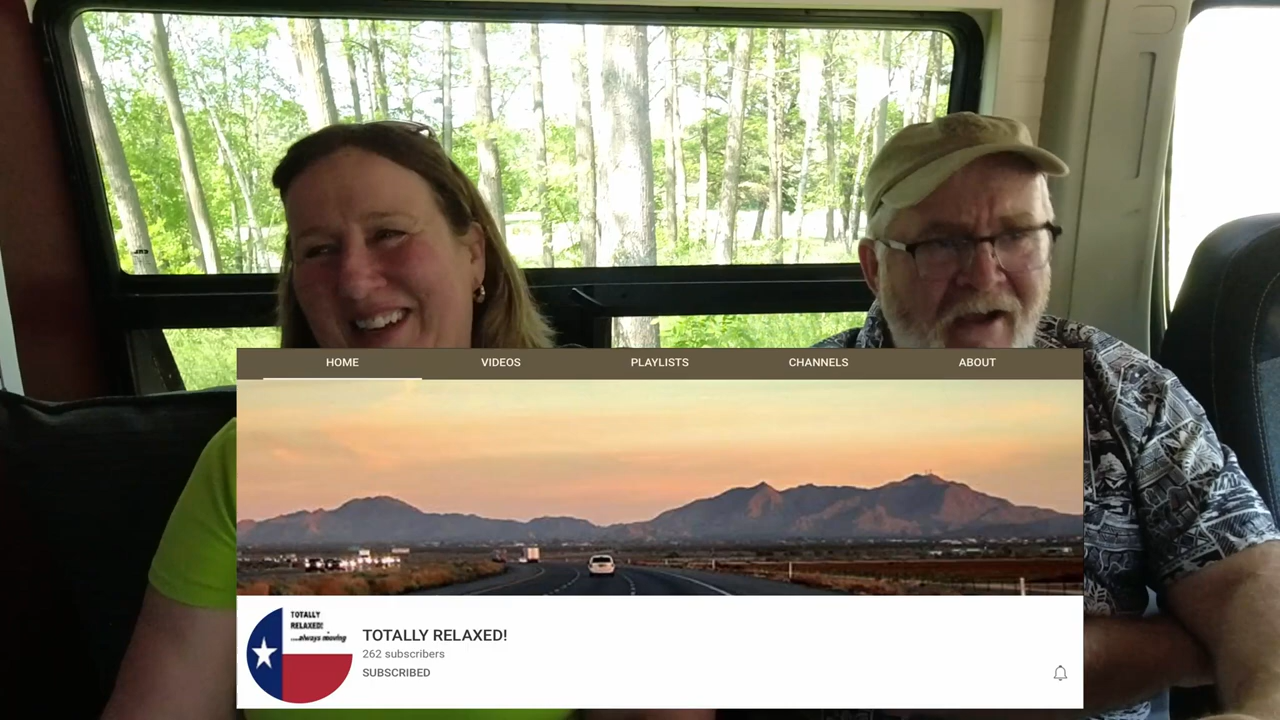 HOME VIDEOS PLAYLISTS CHANNELS ABOUT
TOTALLY
RELAXED!
....always moving
TOTALLY RELAXED!
262 subscribers
SUBSCRIBED